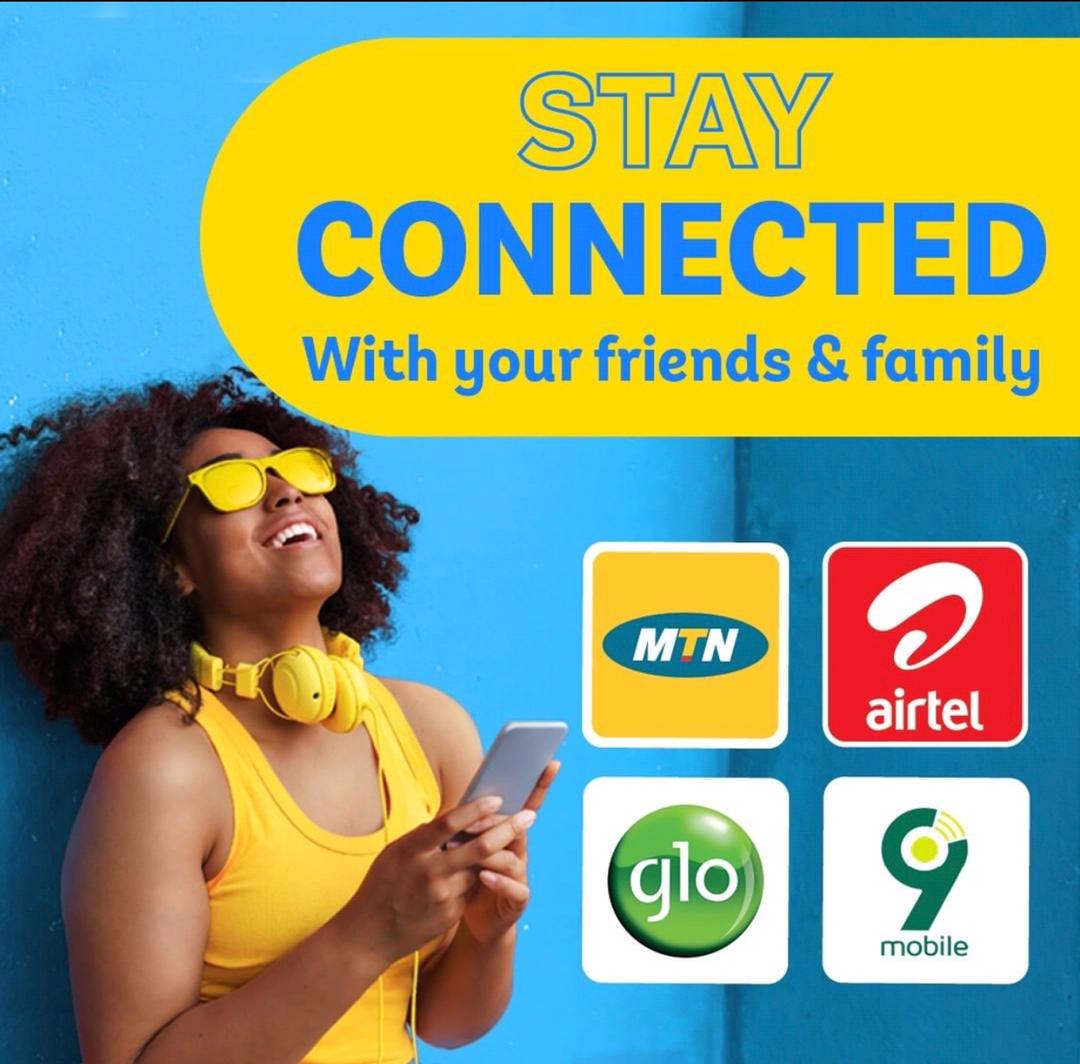 STAY
CONNECTED
With your friends & family
MTN
airtel
glo
9
mobile